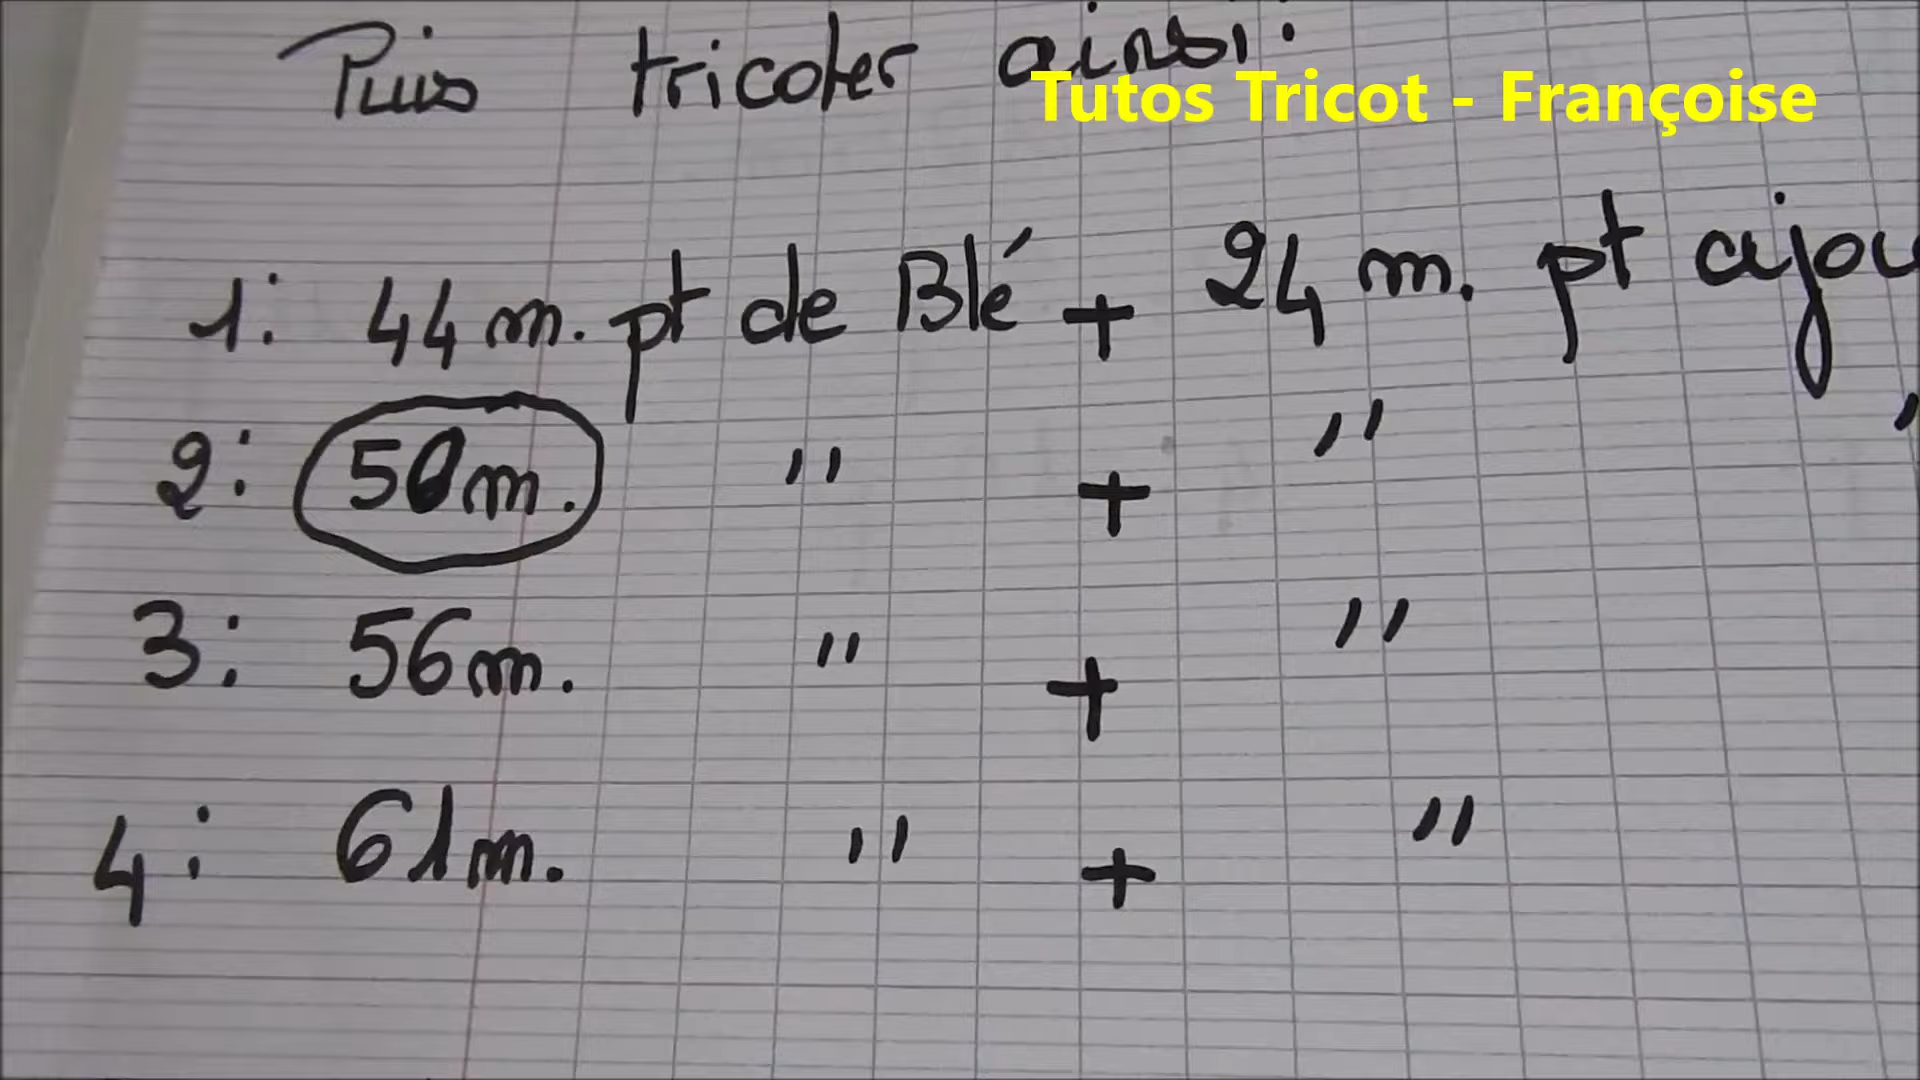 Puis tricoter ainsi:
Tutos Tricot - Françoise
1: 44 m. pt de Blé + 24 m. pt ajou
2: 50 m. " + "
3: 56 m. " + "
4: 61 m. " + "